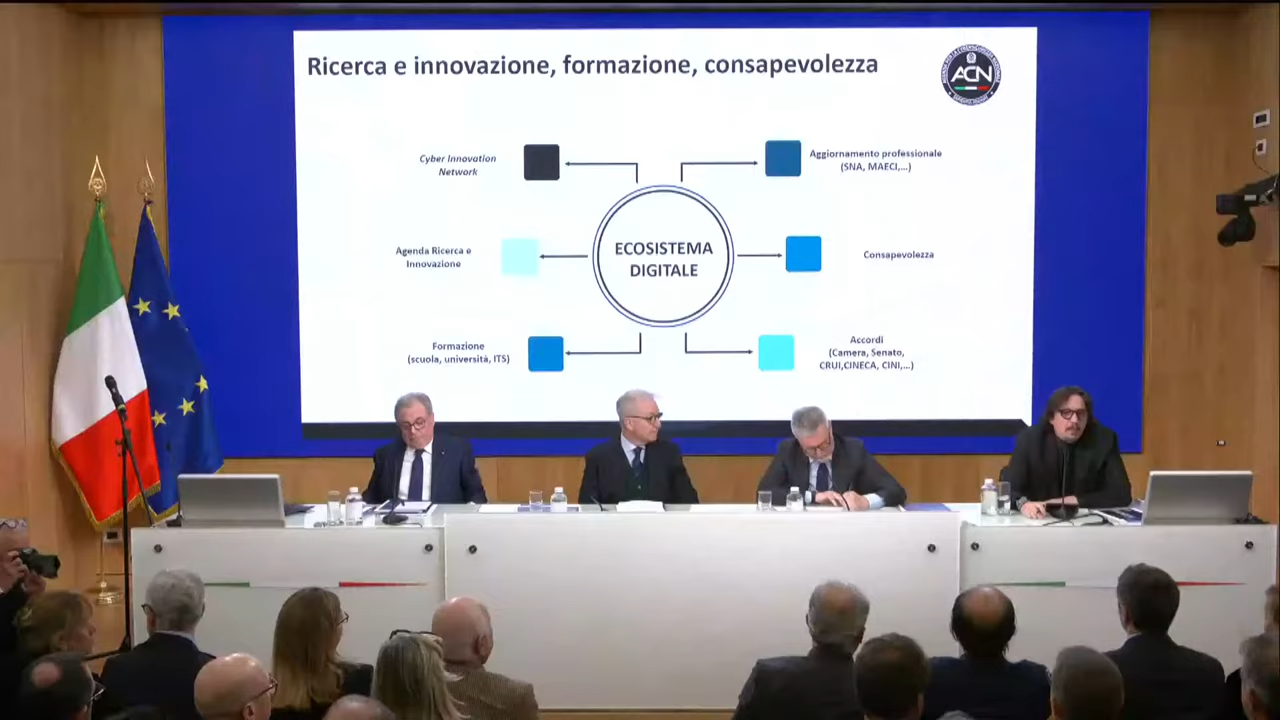 Ricerca e innovazione, formazione, consapevolezza
ACN
Cyber Innovation
Network
Aggiornamento professionale
(SNA, MAECI,...)
Agenda Ricerca e
Innovazione
ECOSISTEMA
DIGITALE
Consapevolezza
Formazione
(scuola, università, ITS)
Accordi
(Camera, Senato,
CRUI,CINECA, CINI,...)